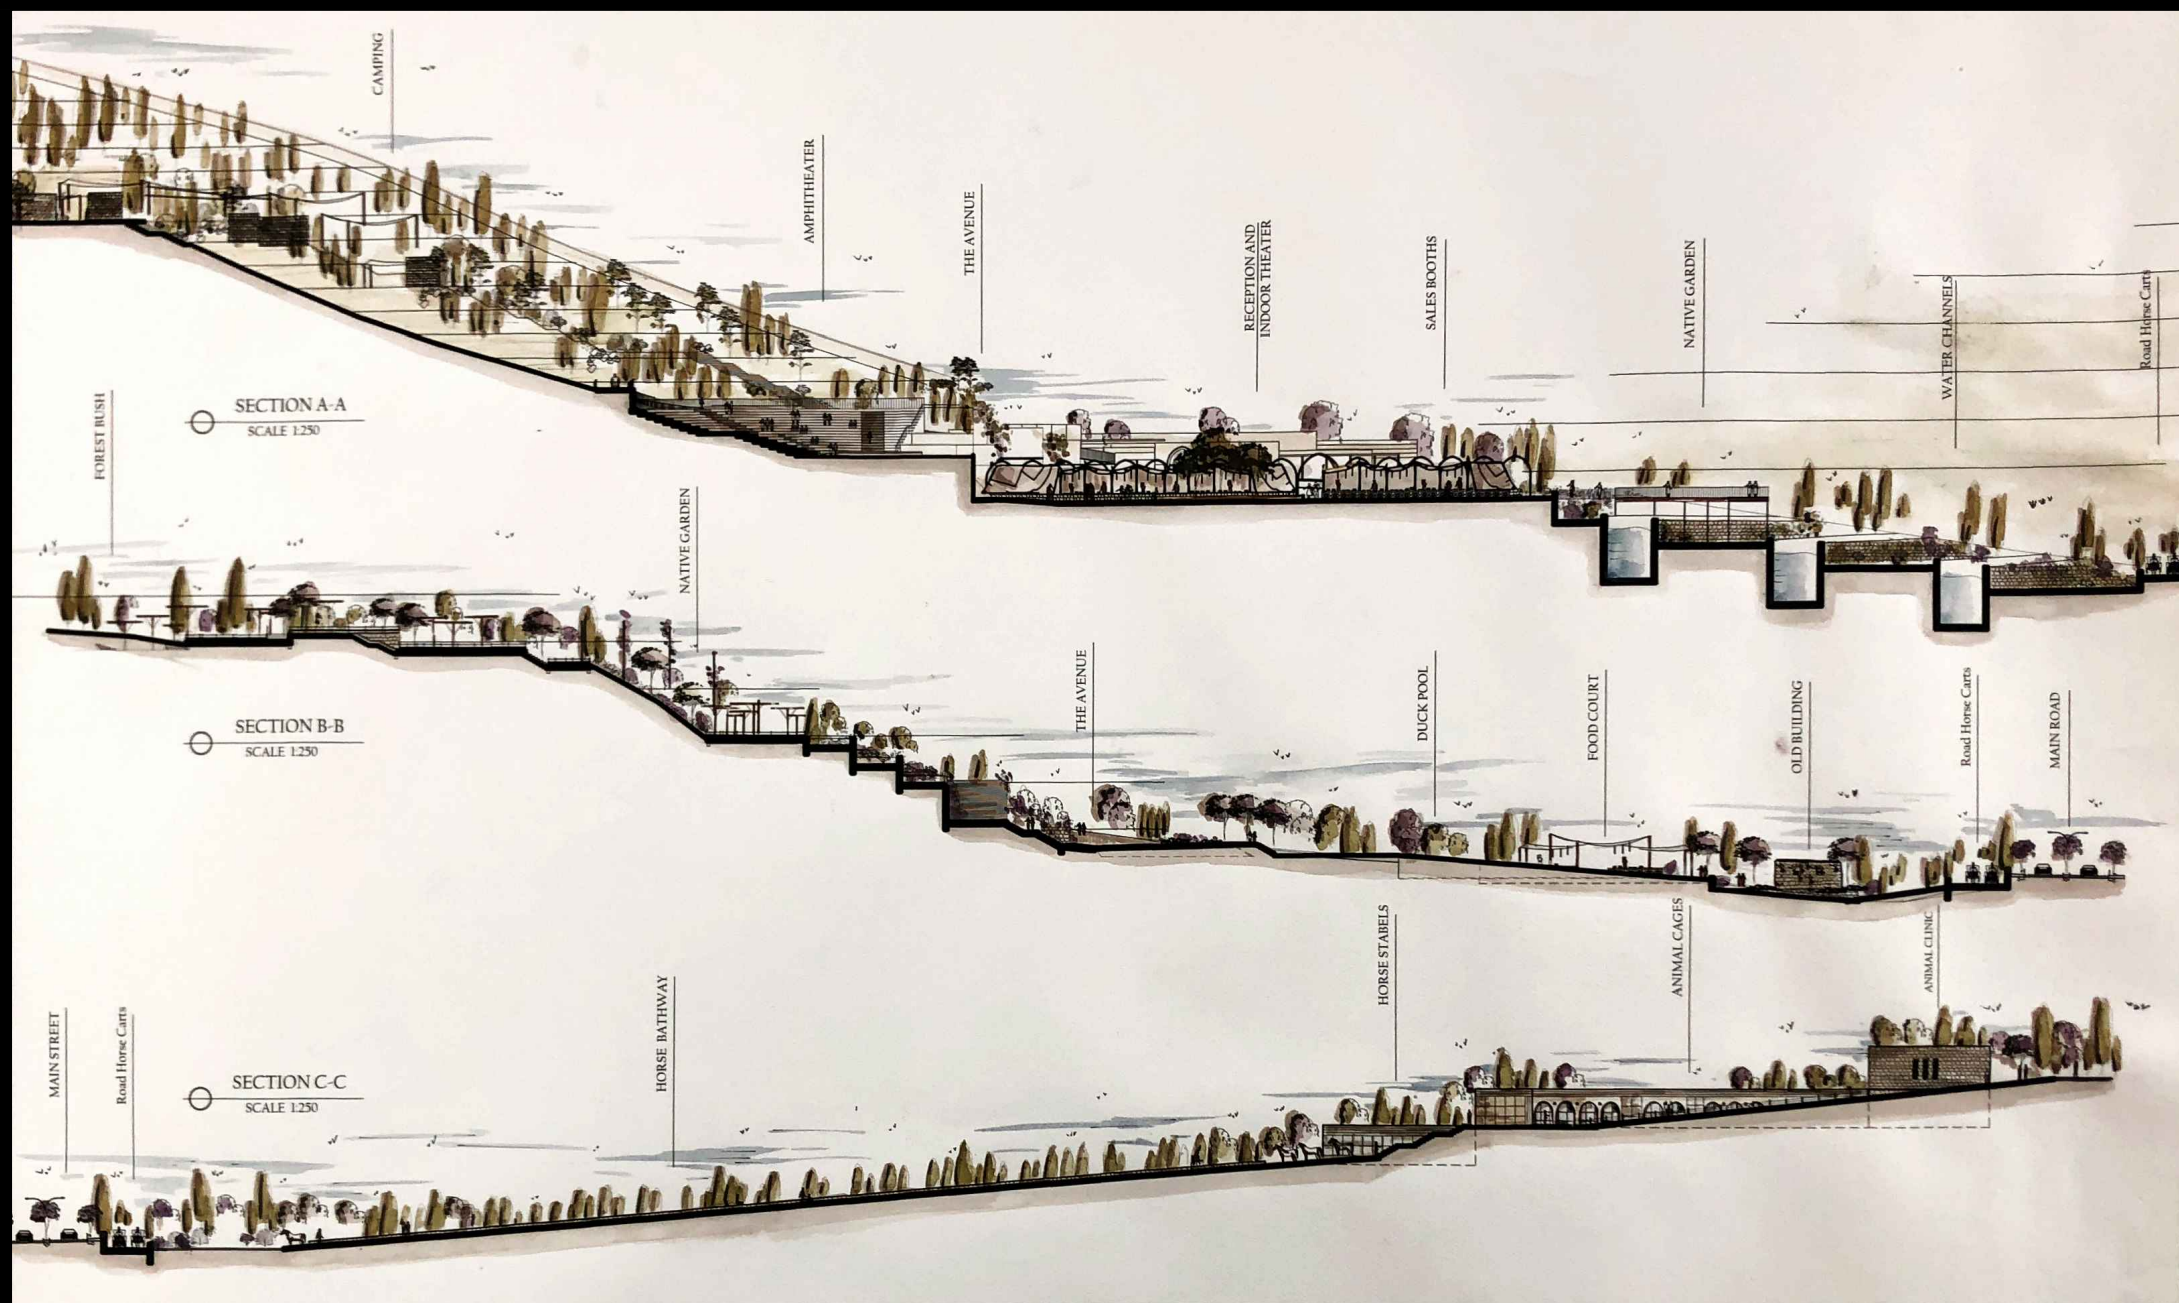 CAMPING
AMPHITHEATER
THE AVENUE
RECEPTION AND
INDOOR THEATER
SALES BOOTHS
NATIVE GARDEN
WATER CHANNELS
Road Horse Carts
SECTION A-A
SCALE 1:250
FOREST BUSH
NATIVE GARDEN
THE AVENUE
DUCK POOL
FOOD COURT
OLD BUILDING
Road Horse Carts
MAIN ROAD
SECTION B-B
SCALE 1:250
MAIN STREET
Road Horse Carts
HORSE BATHWAY
HORSE STABELS
ANIMAL CAGES
ANIMAL CLINIC
SECTION C-C
SCALE 1:250